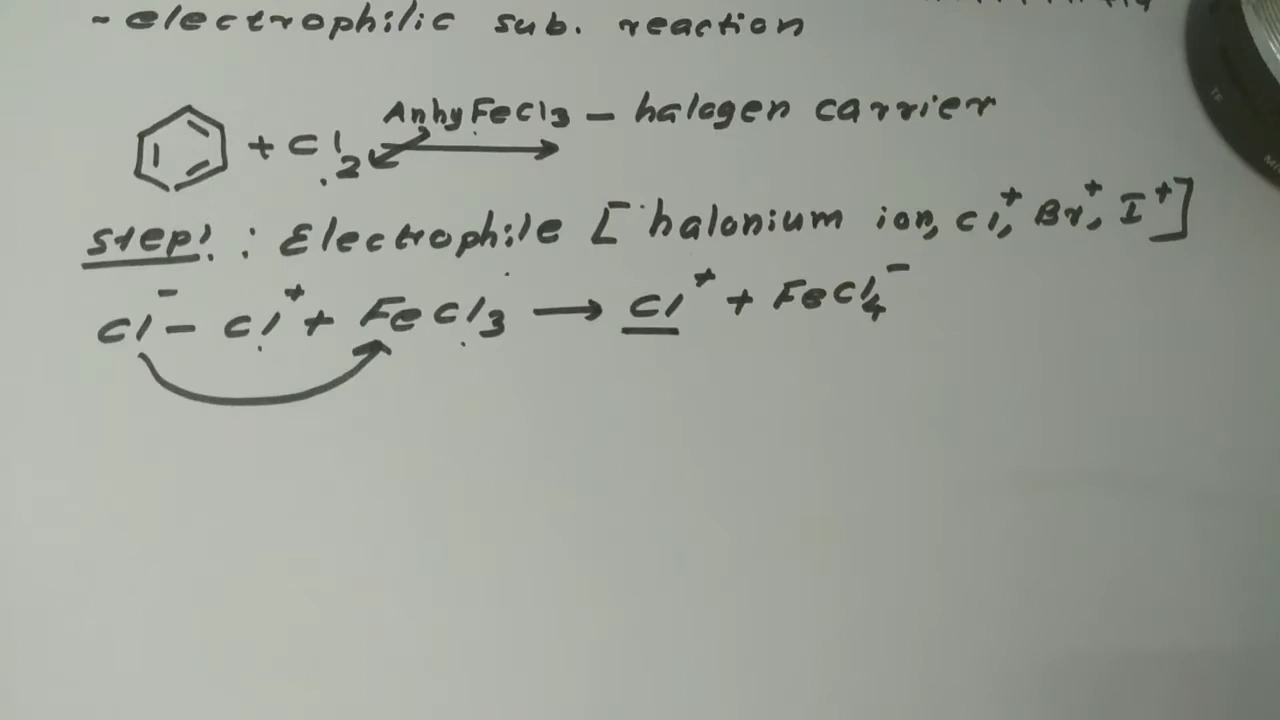 - electrophilic sub. reaction
+ Cl2 Anhy FeCl3 – halogen carrier
Step1: Electrophile [halonium ion, Cl+, Br+, I+]
Cl- – Cl+ + FeCl3 → Cl+ + FeCl4-